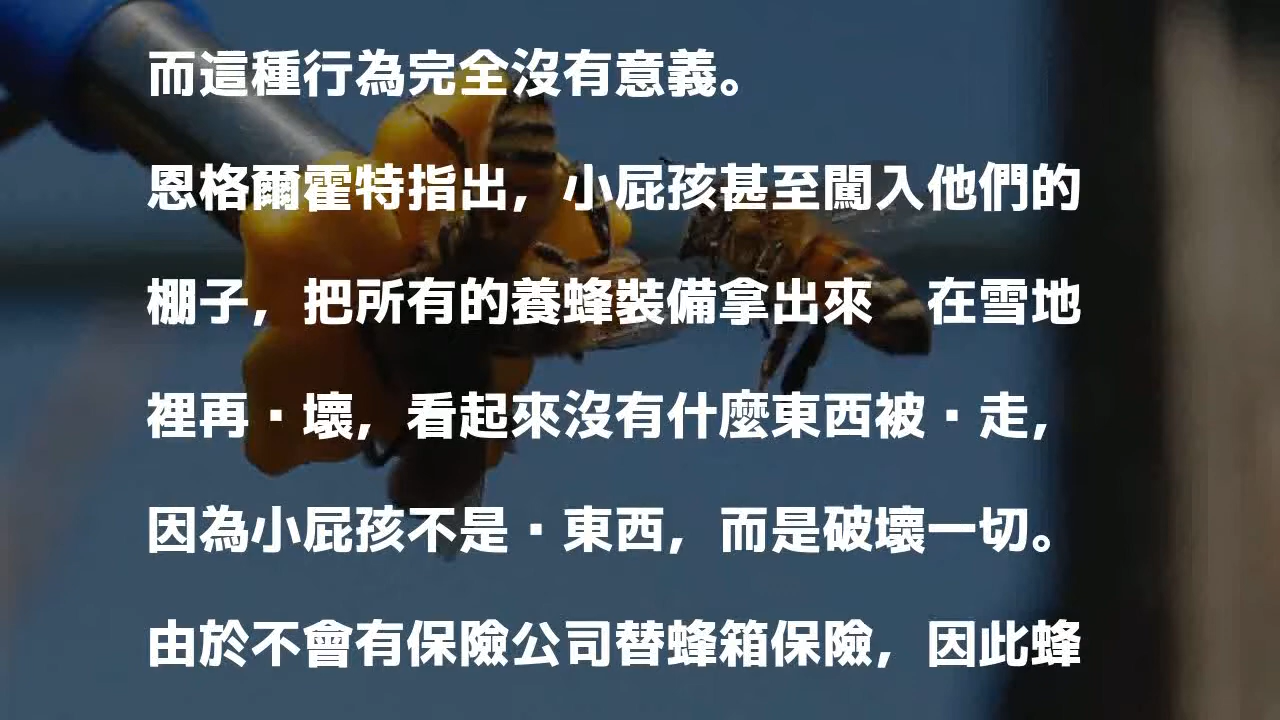 而這種行為完全沒有意義。
恩格爾霍特指出，小屁孩甚至闖入他們的
棚子，把所有的養蜂裝備拿出來　在雪地
裡再·壞，看起來沒有什麼東西被·走，
因為小屁孩不是·東西，而是破壞一切。
由於不會有保險公司替蜂箱保險，因此蜂